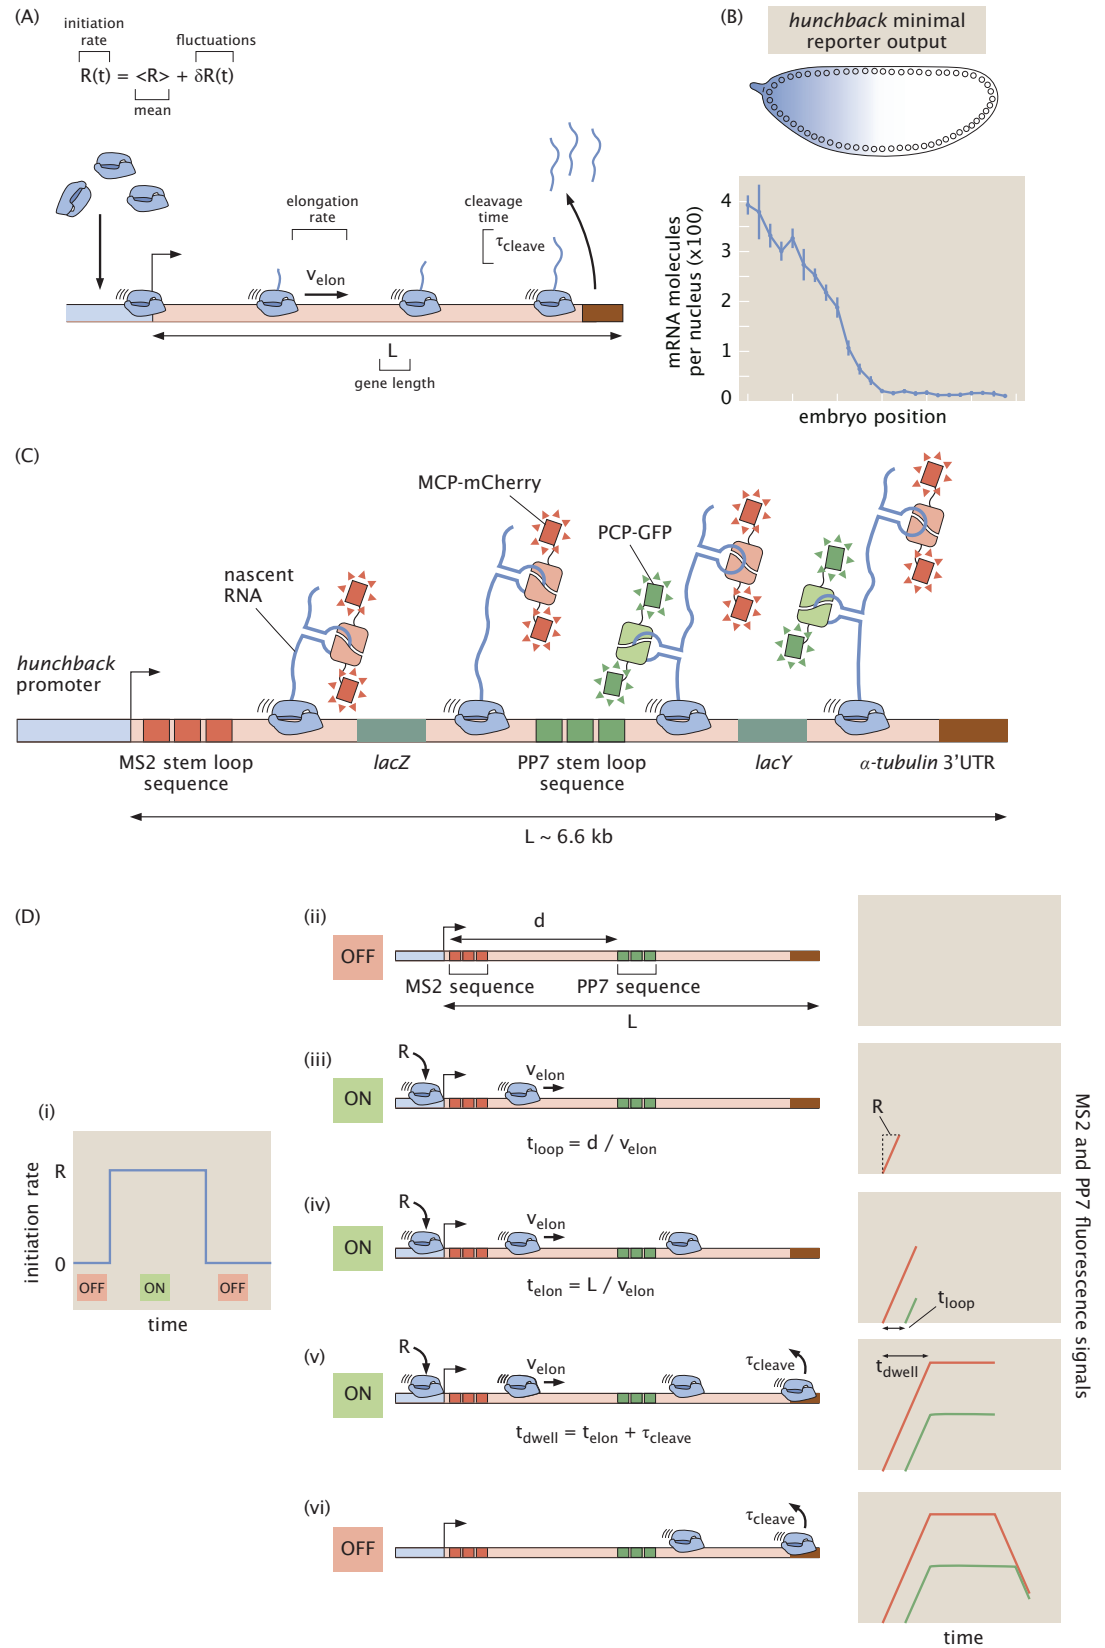 (A)
initiation
rate
fluctuations
R(t) = <R> + δR(t)
mean
elongation
rate
cleavage
time
τcleave
velon
L
gene length
(B)
hunchback minimal
reporter output
mRNA molecules
per nucleus (x100)
4
3
2
1
0
embryo position
(C)
MCP-mCherry
PCP-GFP
nascent
RNA
hunchback
promoter
MS2 stem loop
sequence
lacZ
PP7 stem loop
sequence
lacY
α-tubulin 3’UTR
L ~ 6.6 kb
(D)
(i)
initiation rate
R
0
OFF
ON
OFF
time
(ii)
OFF
d
MS2 sequence
PP7 sequence
L
(iii)
ON
R
velon
tloop = d / velon
R
(iv)
ON
R
velon
telon = L / velon
tloop
(v)
ON
R
velon
τcleave
tdwell = telon + τcleave
tdwell
(vi)
OFF
τcleave
MS2 and PP7 fluorescence signals
time